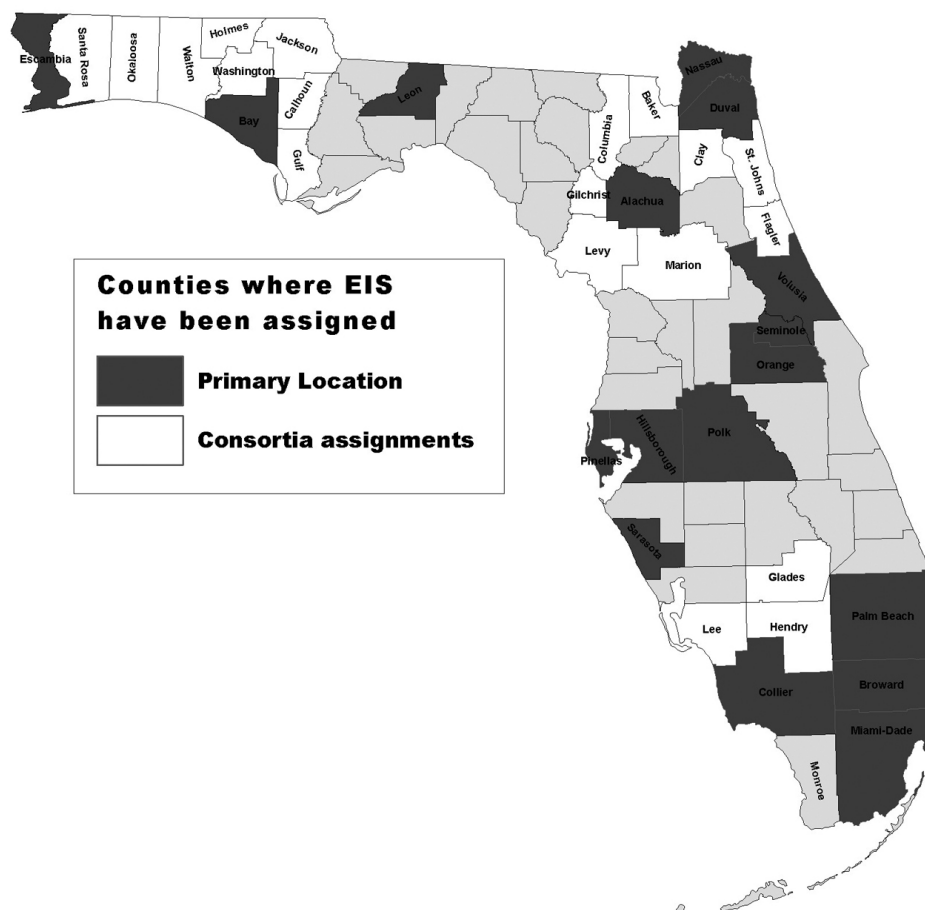 Holmes
Jackson
Escambia
Santa Rosa
Okaloosa
Walton
Washington
Calhoun
Bay
Gulf
Leon
Nassau
Duval
Baker
Columbia
Clay
St. Johns
Gilchrist
Alachua
Flagler
Levy
Marion
Volusia
Counties where EIS
have been assigned
Primary Location
Consortia assignments
Seminole
Orange
Polk
Hillsborough
Pinellas
Sarasota
Glades
Palm Beach
Lee
Hendry
Broward
Collier
Miami-Dade
Monroe